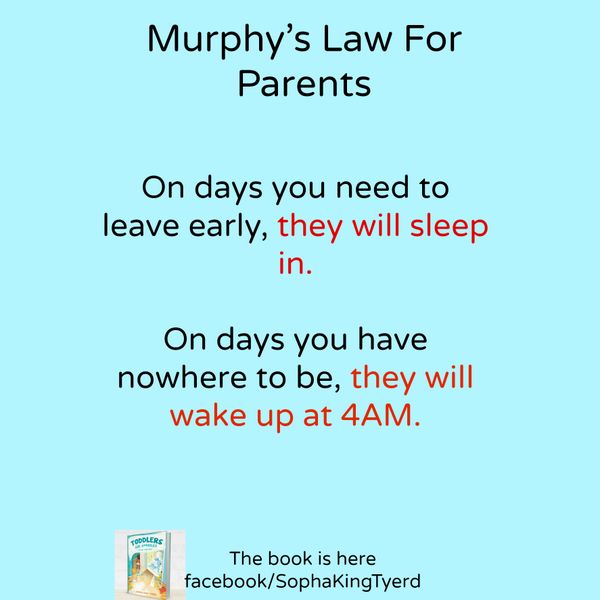 Murphy’s Law For
Parents
On days you need to
leave early, they will sleep
in.
On days you have
nowhere to be, they will
wake up at 4AM.
TODDLERS
The book is here
facebook/SophaKingTyerd